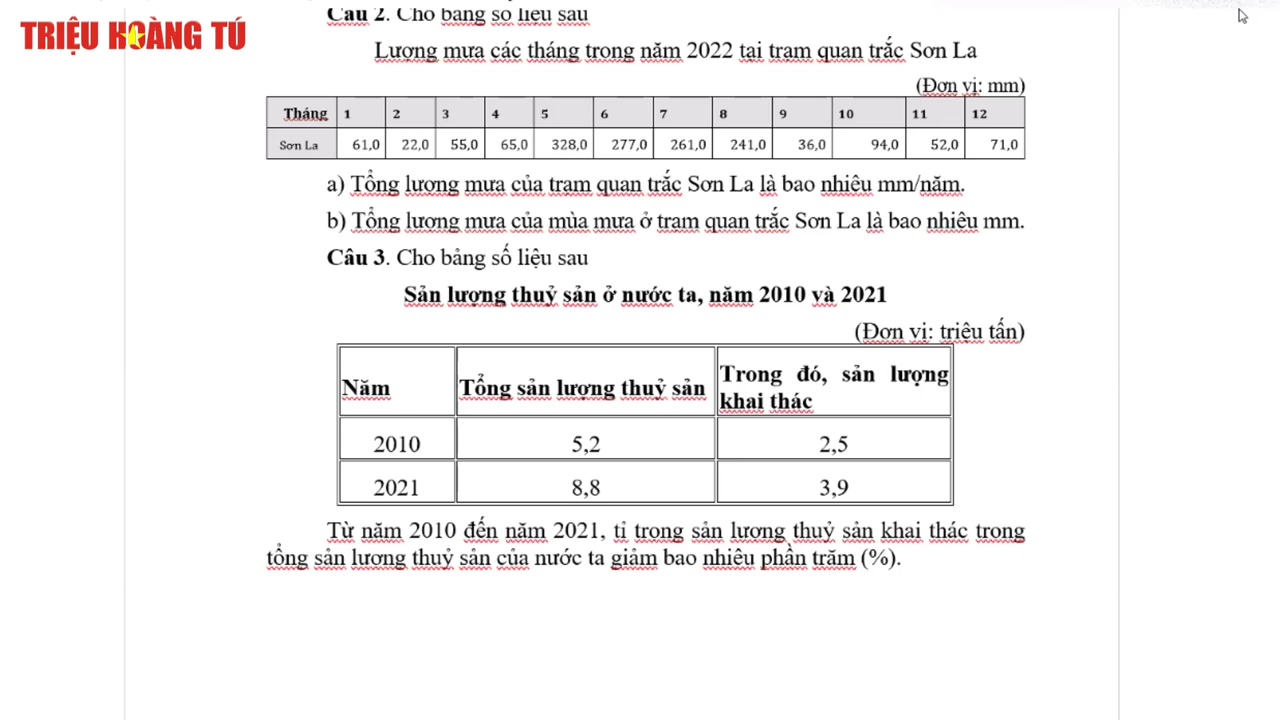 TRIỆU HOÀNG TÚ
Câu 2. Cho bảng số liệu sau
Lượng mưa các tháng trong năm 2022 tại trạm quan trắc Sơn La
(Đơn vị: mm)
Tháng 1 2 3 4 5 6 7 8 9 10 11 12
Sơn La 61,0 22,0 55,0 65,0 328,0 277,0 261,0 241,0 36,0 94,0 52,0 71,0
a) Tổng lượng mưa của trạm quan trắc Sơn La là bao nhiêu mm/năm.
b) Tổng lượng mưa của mùa mưa ở trạm quan trắc Sơn La là bao nhiêu mm.
Câu 3. Cho bảng số liệu sau
Sản lượng thuỷ sản ở nước ta, năm 2010 và 2021
(Đơn vị: triệu tấn)
Năm Tổng sản lượng thuỷ sản Trong đó, sản lượng
khai thác
2010 5,2 2,5
2021 8,8 3,9
Từ năm 2010 đến năm 2021, tỉ trọng sản lượng thuỷ sản khai thác trong
tổng sản lượng thuỷ sản của nước ta giảm bao nhiêu phần trăm (%).